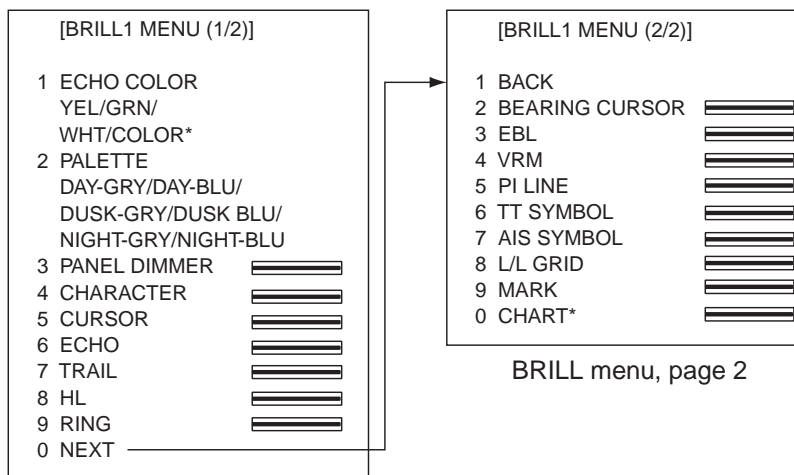 [BRILL1 MENU (1/2)]
1 ECHO COLOR
YEL/GRN/
WHT/COLOR*
2 PALETTE
DAY-GRY/DAY-BLU/
DUSK-GRY/DUSK BLU/
NIGHT-GRY/NIGHT-BLU
3 PANEL DIMMER
4 CHARACTER
5 CURSOR
6 ECHO
7 TRAIL
8 HL
9 RING
0 NEXT
[BRILL1 MENU (2/2)]
1 BACK
2 BEARING CURSOR
3 EBL
4 VRM
5 PI LINE
6 TT SYMBOL
7 AIS SYMBOL
8 L/L GRID
9 MARK
0 CHART*
BRILL menu, page 2